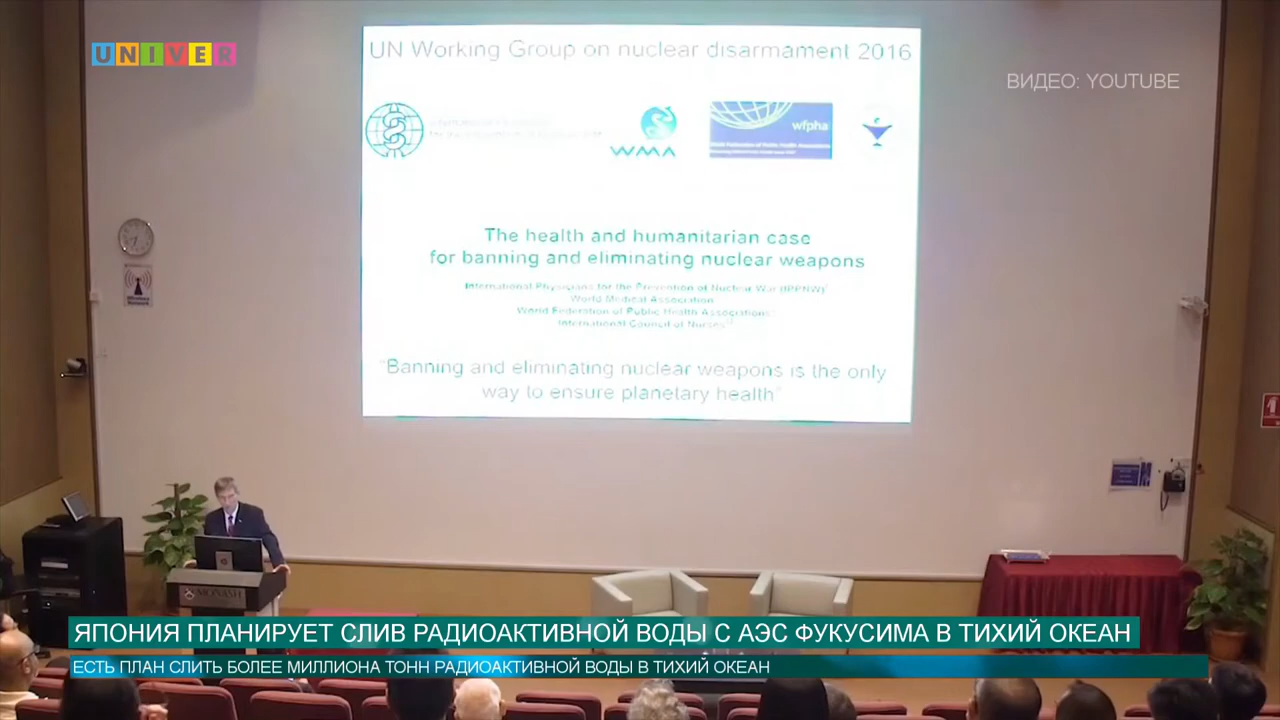 UNIVER
ВИДЕО: YOUTUBE
UN Working Group on nuclear disarmament 2016
WMA
wfpha
The health and humanitarian case
for banning and eliminating nuclear weapons
International Physicians for the Prevention of Nuclear War (IPPNW)
World Medical Association
World Federation of Public Health Associations
International Council of Nurses
"Banning and eliminating nuclear weapons is the only
way to ensure planetary health"
MONASH
ЯПОНИЯ ПЛАНИРУЕТ СЛИВ РАДИОАКТИВНОЙ ВОДЫ С АЭС ФУКУСИМА В ТИХИЙ ОКЕАН
ЕСТЬ ПЛАН СЛИТЬ БОЛЕЕ МИЛЛИОНА ТОНН РАДИОАКТИВНОЙ ВОДЫ В ТИХИЙ ОКЕАН